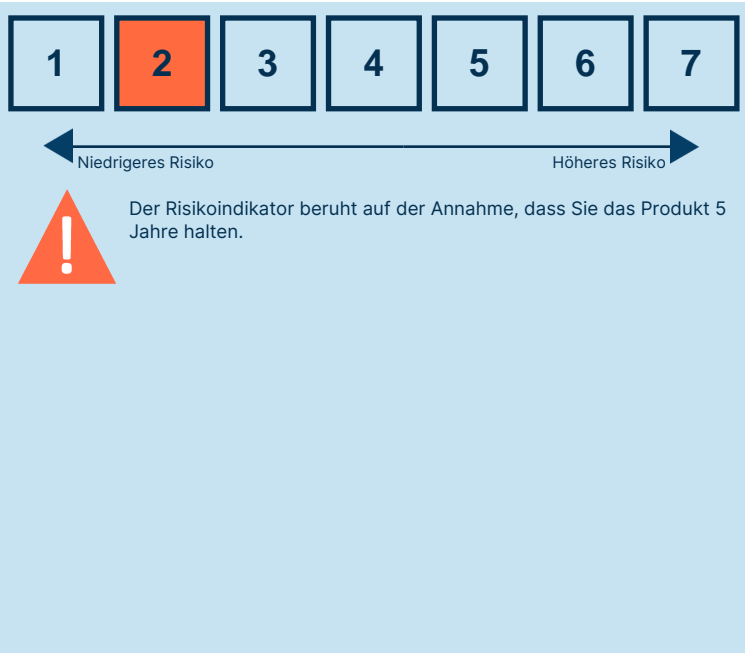 1 2 3 4 5 6 7
Niedrigeres Risiko Höheres Risiko
!
Der Risikoindikator beruht auf der Annahme, dass Sie das Produkt 5
Jahre halten.